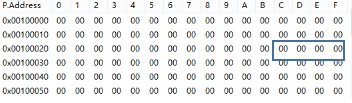 P.Address 0 1 2 3 4 5 6 7 8 9 A B C D E F
0x00100000 00 00 00 00 00 00 00 00 00 00 00 00 00 00 00 00
0x00100010 00 00 00 00 00 00 00 00 00 00 00 00 00 00 00 00
0x00100020 00 00 00 00 00 00 00 00 00 00 00 00 00 00 00 00
0x00100030 00 00 00 00 00 00 00 00 00 00 00 00 00 00 00 00
0x00100040 00 00 00 00 00 00 00 00 00 00 00 00 00 00 00 00
0x00100050 00 00 00 00 00 00 00 00 00 00 00 00 00 00 00 00